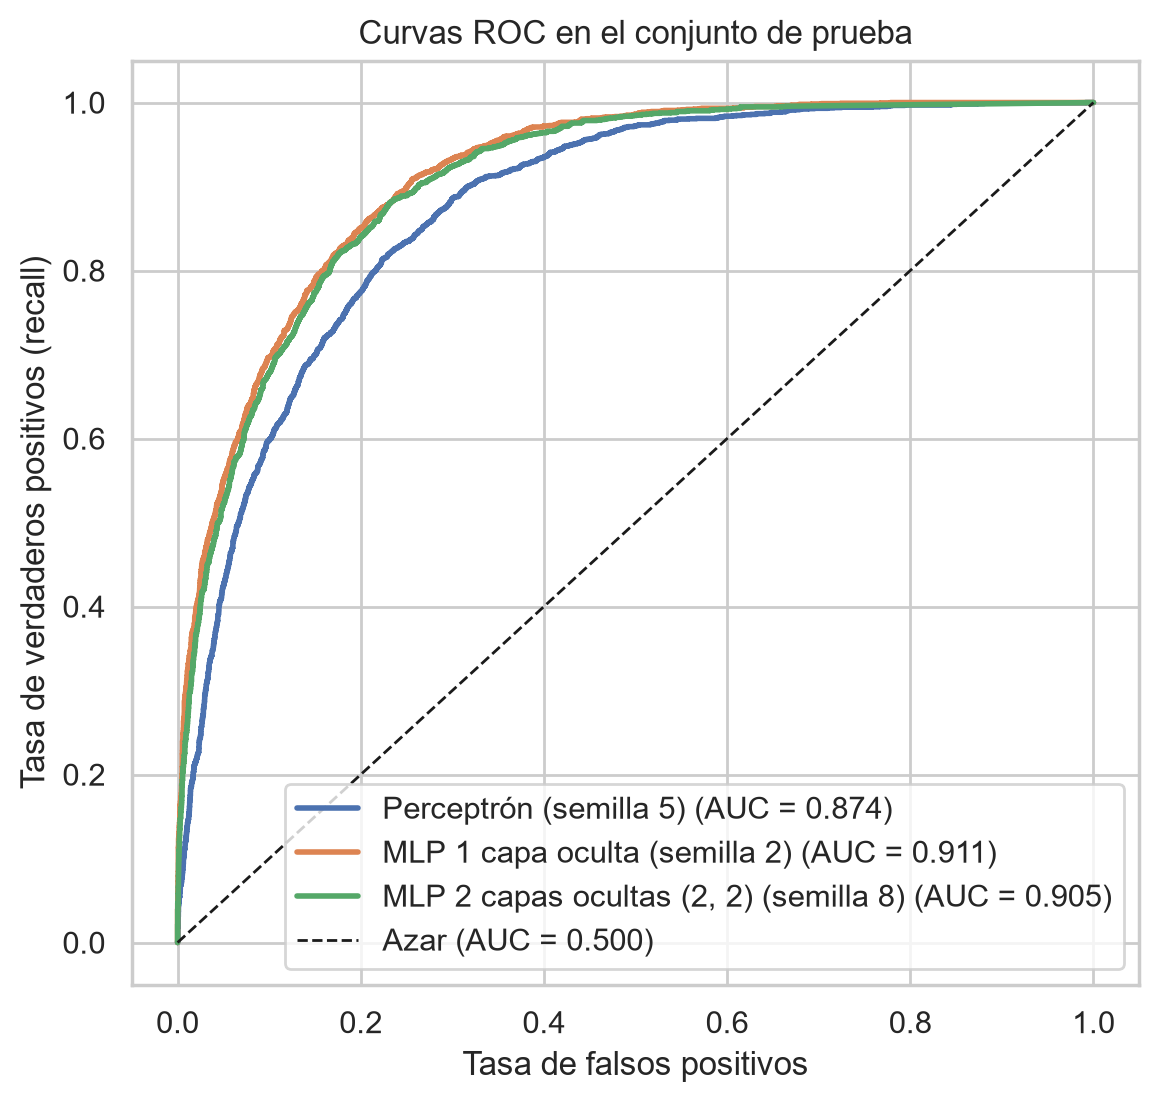 Curvas ROC en el conjunto de prueba
Tasa de verdaderos positivos (recall)
1.0
0.8
0.6
0.4
0.2
0.0
Perceptrón (semilla 5) (AUC = 0.874)
MLP 1 capa oculta (semilla 2) (AUC = 0.911)
MLP 2 capas ocultas (2, 2) (semilla 8) (AUC = 0.905)
Azar (AUC = 0.500)
0.0 0.2 0.4 0.6 0.8 1.0
Tasa de falsos positivos